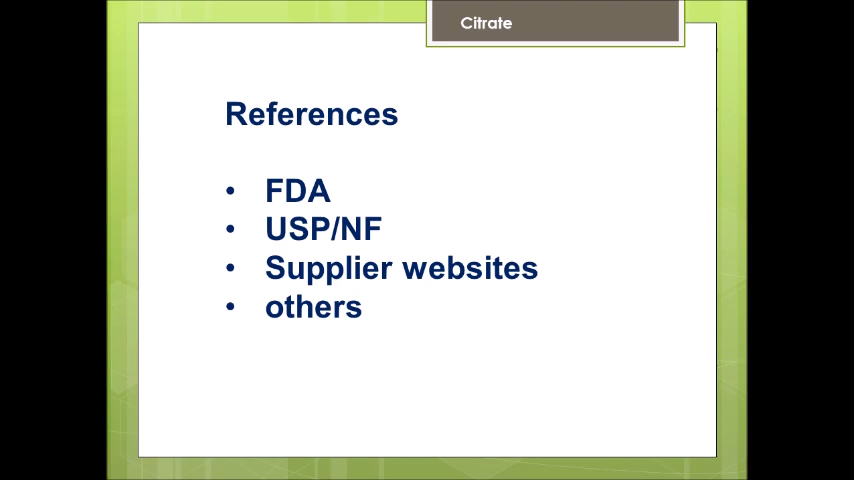 Citrate
References
• FDA
• USP/NF
• Supplier websites
• others